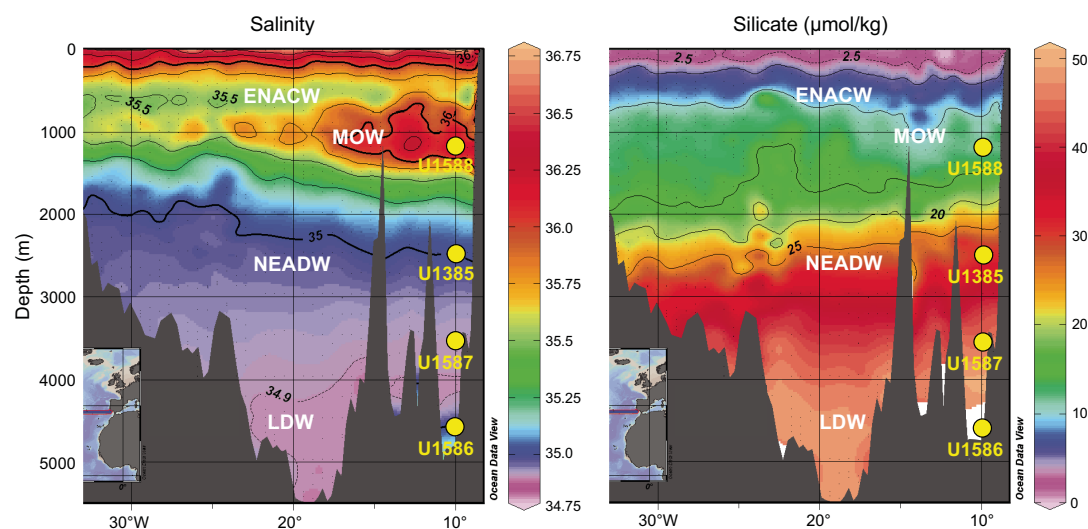 Salinity
Silicate (µmol/kg)
Depth (m)
0
1000
2000
3000
4000
5000
30°W
20°
10°
36.
35.5
35.5
36
35
34.9
ENACW
MOW
NEADW
LDW
U1588
U1385
U1587
U1586
0°
Ocean Data View
36.75
36.50
36.25
36.00
35.75
35.5
35.25
35.0
34.75
2.5
2.5
20
25
ENACW
MOW
NEADW
LDW
U1588
U1385
U1587
U1586
30°W
20°
10°
0°
Ocean Data View
50
40
30
20
10
0